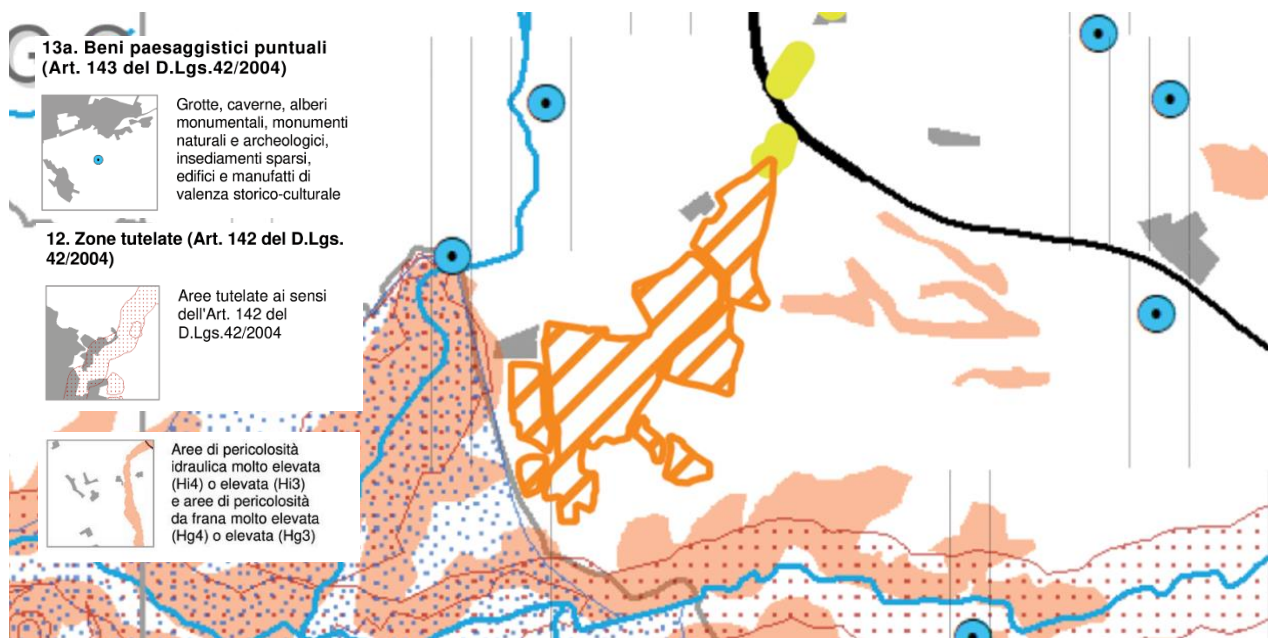 13a. Beni paesaggistici puntuali
(Art. 143 del D.Lgs.42/2004)
Grotte, caverne, alberi
monumentali, monumenti
naturali e archeologici,
insediamenti sparsi,
edifici e manufatti di
valenza storico-culturale
12. Zone tutelate (Art. 142 del D.Lgs.
42/2004)
Aree tutelate ai sensi
dell'Art. 142 del
D.Lgs.42/2004
Aree di pericolosità
idraulica molto elevata
(Hi4) o elevata (Hi3)
e aree di pericolosità
da frana molto elevata
(Hg4) o elevata (Hg3)